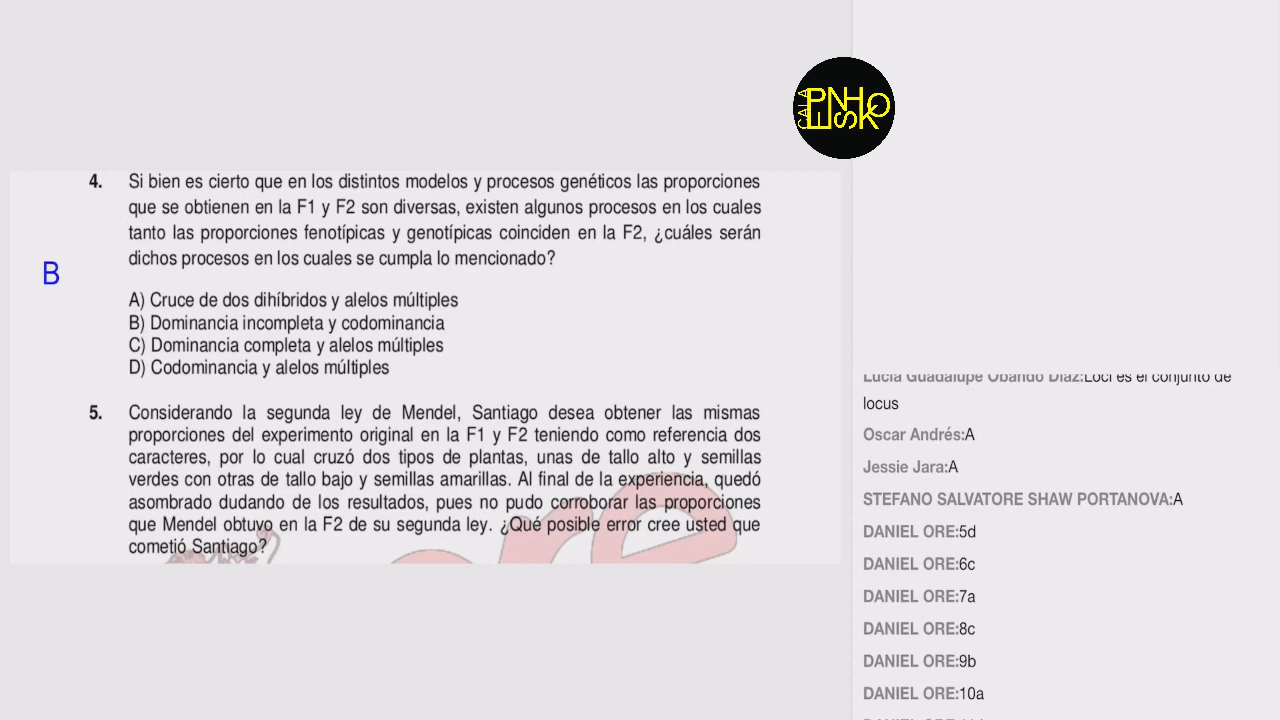 CALA
PENHO
ESK
4. Si bien es cierto que en los distintos modelos y procesos genéticos las proporciones
que se obtienen en la F1 y F2 son diversas, existen algunos procesos en los cuales
tanto las proporciones fenotípicas y genotípicas coinciden en la F2, ¿cuáles serán
dichos procesos en los cuales se cumpla lo mencionado?
B
A) Cruce de dos dihíbridos y alelos múltiples
B) Dominancia incompleta y codominancia
C) Dominancia completa y alelos múltiples
D) Codominancia y alelos múltiples
5. Considerando la segunda ley de Mendel, Santiago desea obtener las mismas
proporciones del experimento original en la F1 y F2 teniendo como referencia dos
caracteres, por lo cual cruzó dos tipos de plantas, unas de tallo alto y semillas
verdes con otras de tallo bajo y semillas amarillas. Al final de la experiencia, quedó
asombrado dudando de los resultados, pues no pudo corroborar las proporciones
que Mendel obtuvo en la F2 de su segunda ley. ¿Qué posible error cree usted que
cometió Santiago?
Lucia Guadalupe Obando Diaz:Loci es el conjunto de
locus
Oscar Andrés:A
Jessie Jara:A
STEFANO SALVATORE SHAW PORTANOVA:A
DANIEL ORE:5d
DANIEL ORE:6c
DANIEL ORE:7a
DANIEL ORE:8c
DANIEL ORE:9b
DANIEL ORE:10a